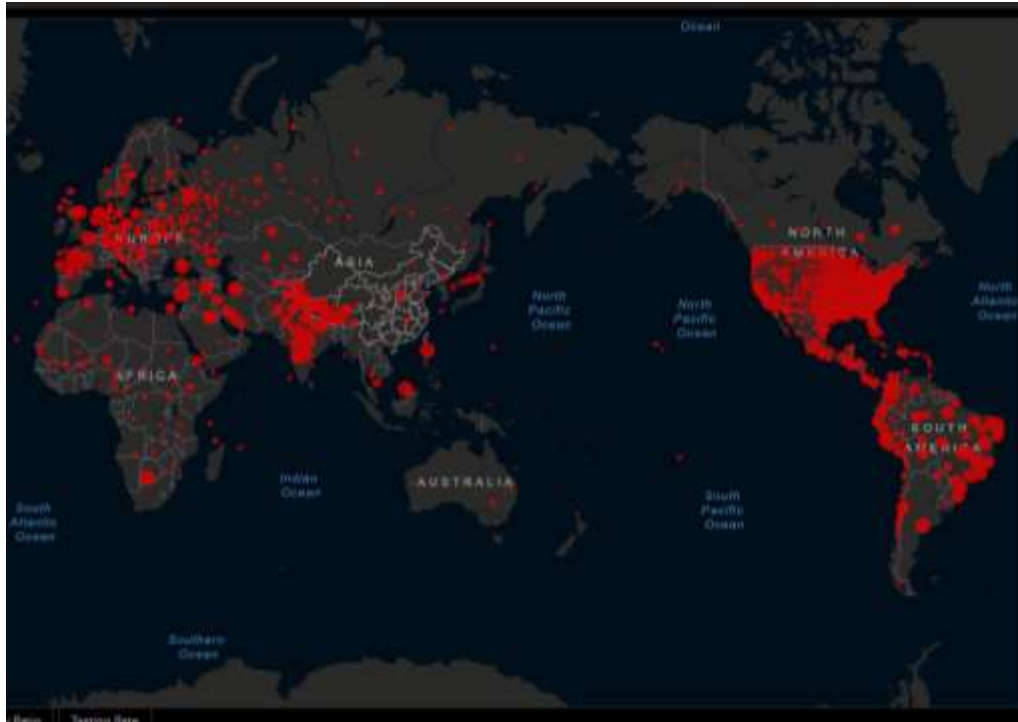 Ocean
NORTH
AMERICA
EUROPE
ASIA
North
Pacific
Ocean
North
Pacific
Ocean
North
Atlantic
Ocean
AFRICA
SOUTH
AMERICA
Indian
Ocean
AUSTRALIA
South
Atlantic
Ocean
South
Pacific
Ocean
Southern
Ocean
Testing Rate